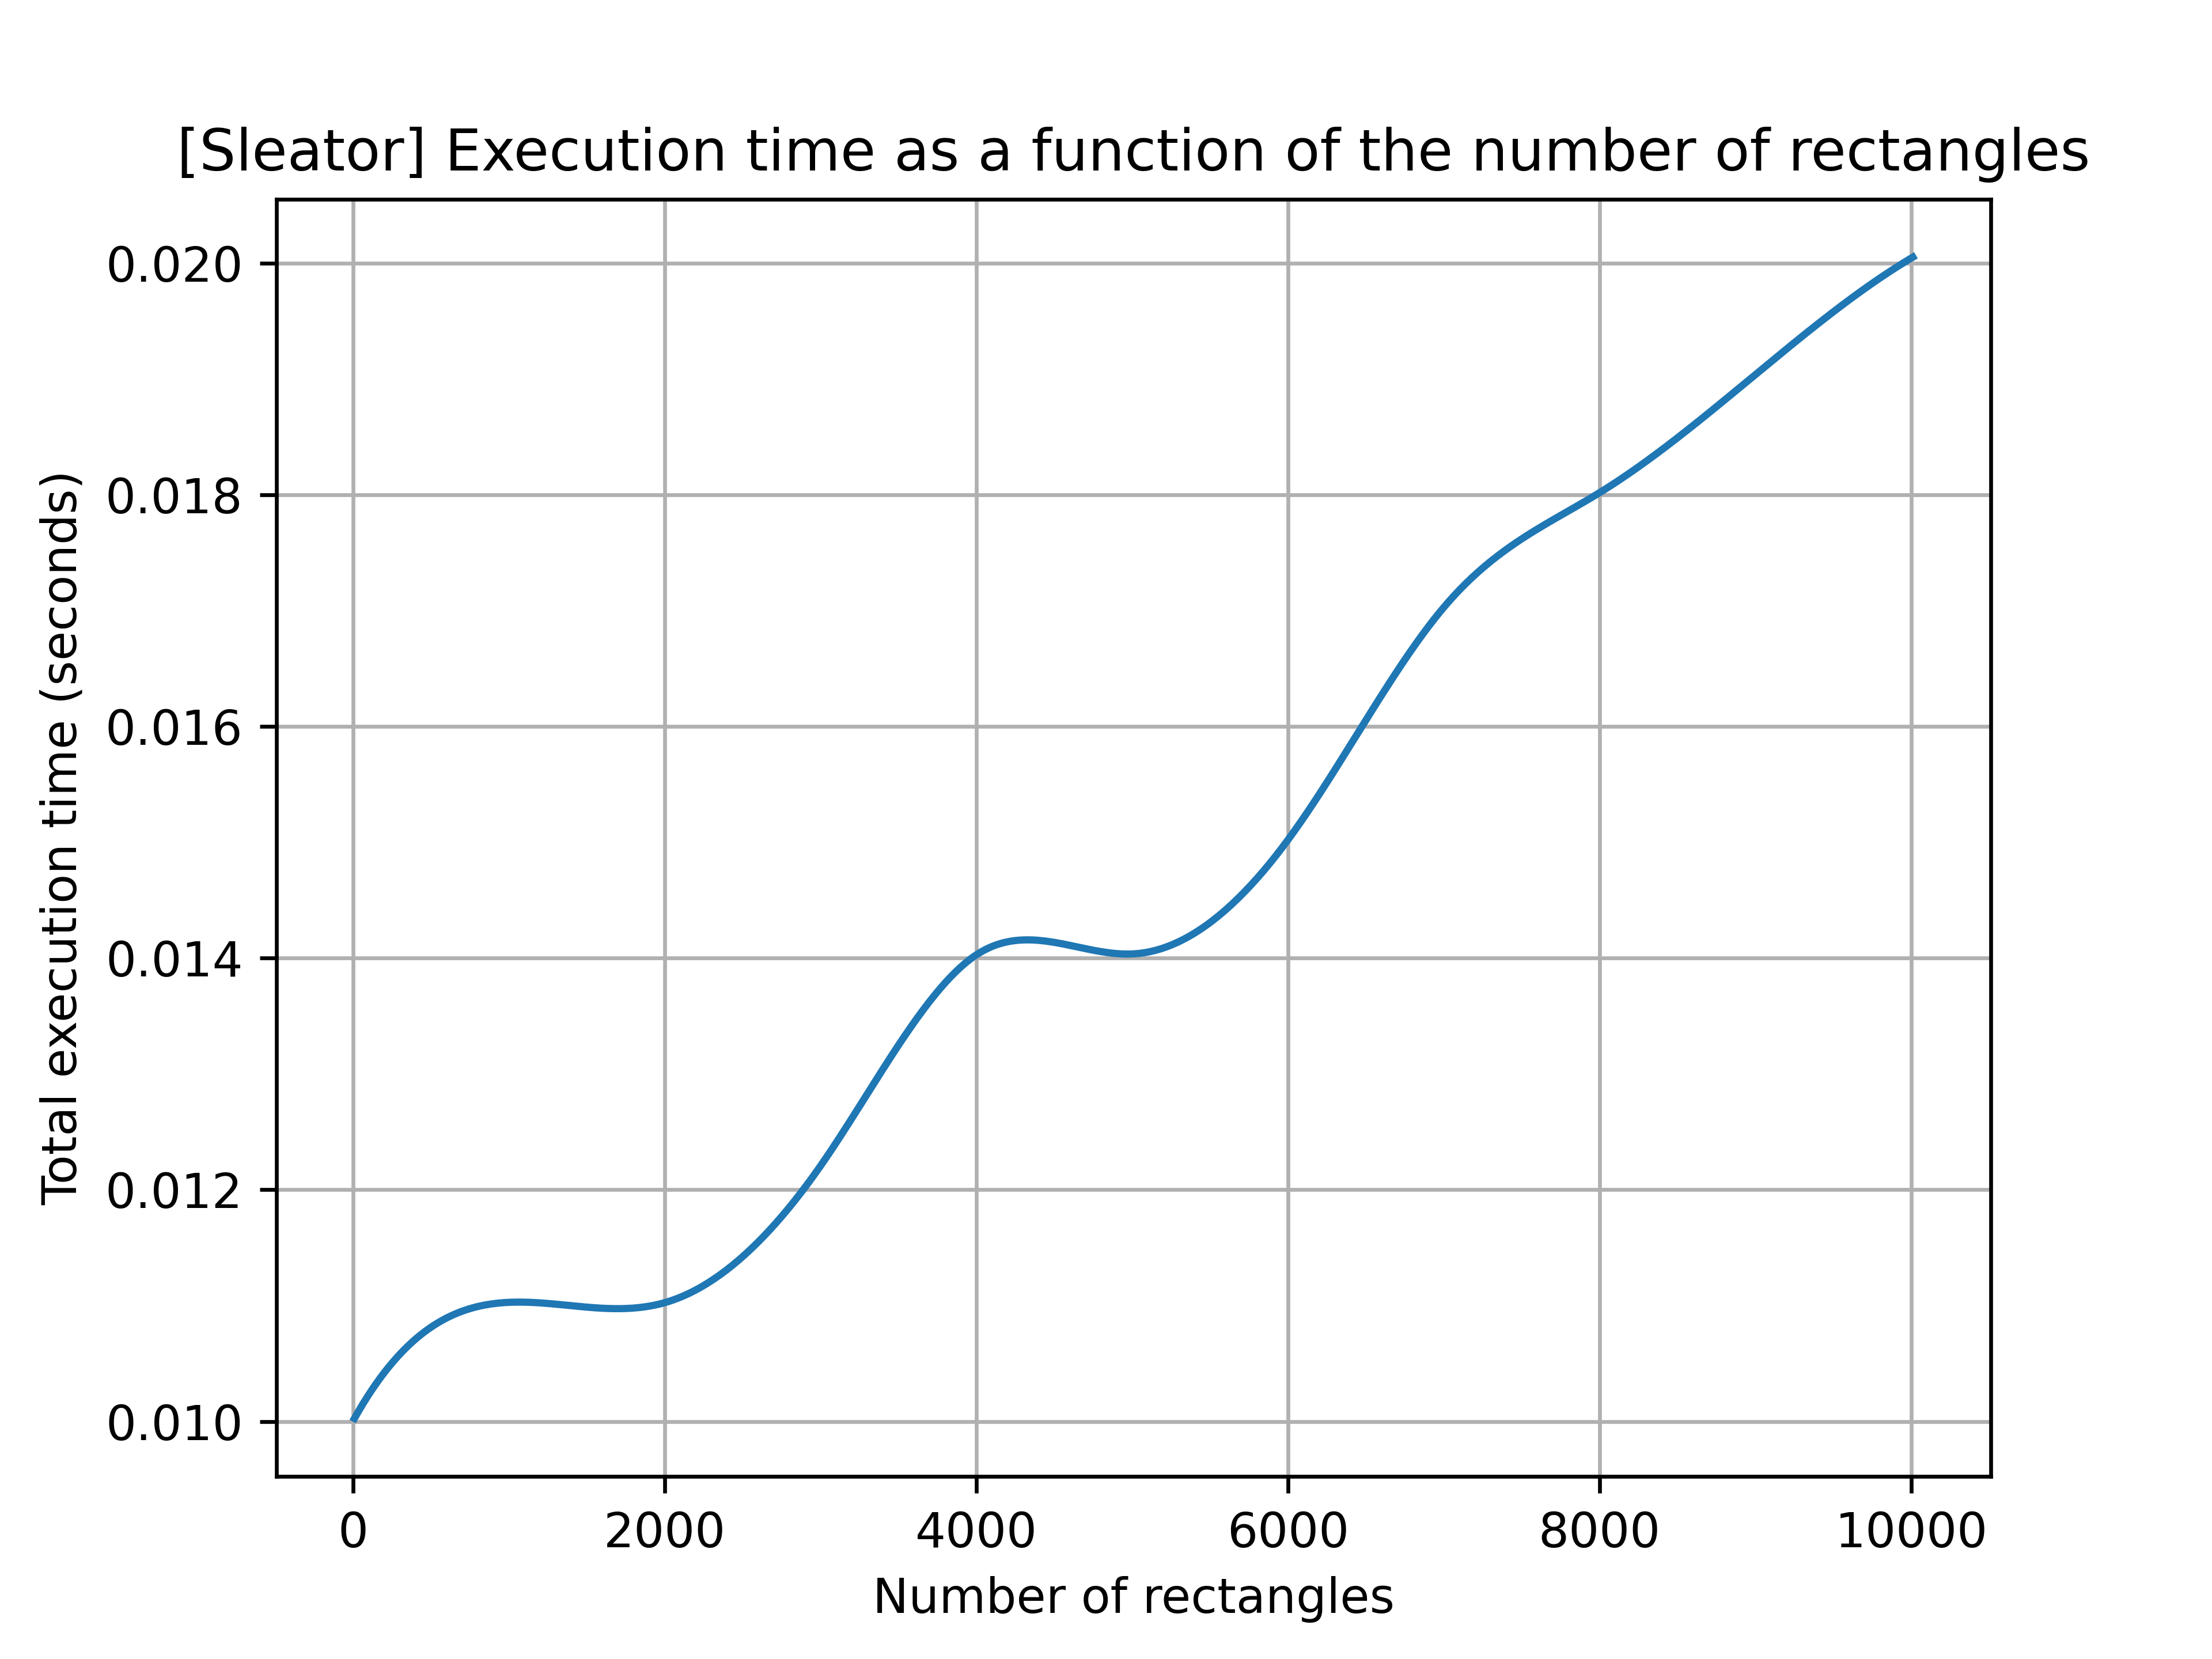 [Sleator] Execution time as a function of the number of rectangles
Total execution time (seconds)
0.020
0.018
0.016
0.014
0.012
0.010
0 2000 4000 6000 8000 10000
Number of rectangles